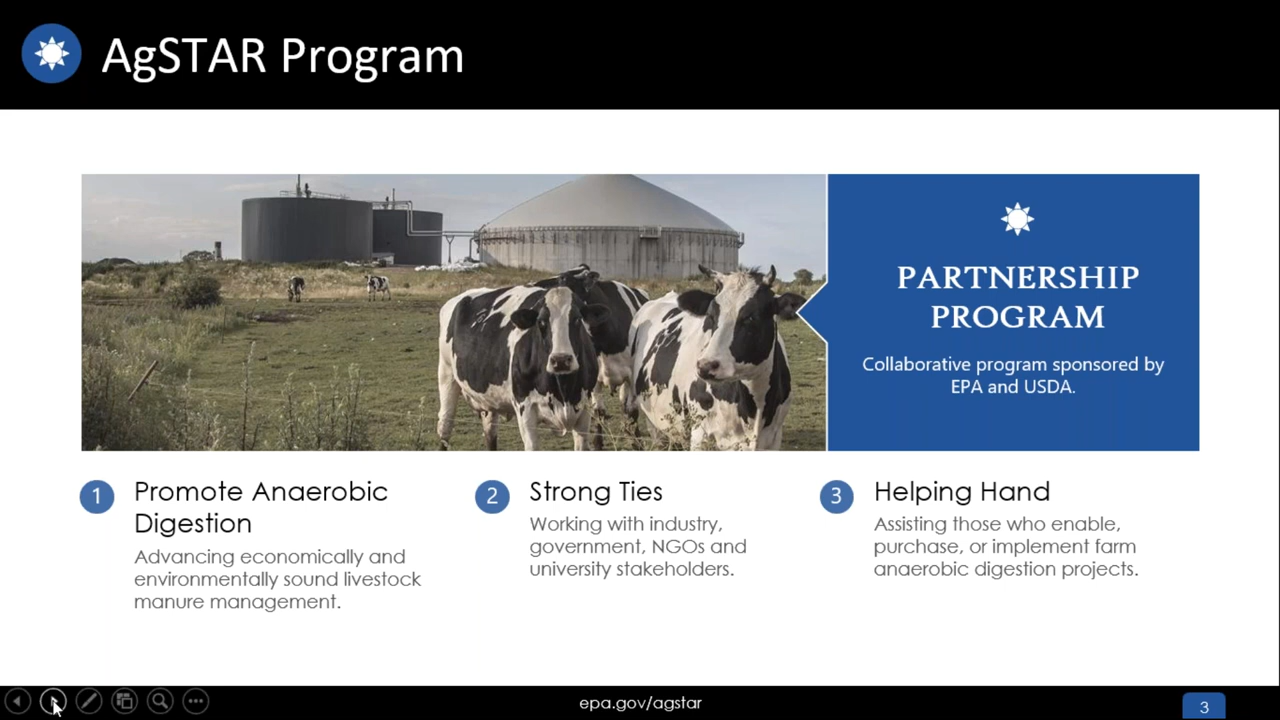 AgSTAR Program
PARTNERSHIP
PROGRAM
Collaborative program sponsored by
EPA and USDA.
1
Promote Anaerobic
Digestion
Advancing economically and
environmentally sound livestock
manure management.
2
Strong Ties
Working with industry,
government, NGOs and
university stakeholders.
3
Helping Hand
Assisting those who enable,
purchase, or implement farm
anaerobic digestion projects.
epa.gov/agstar
3